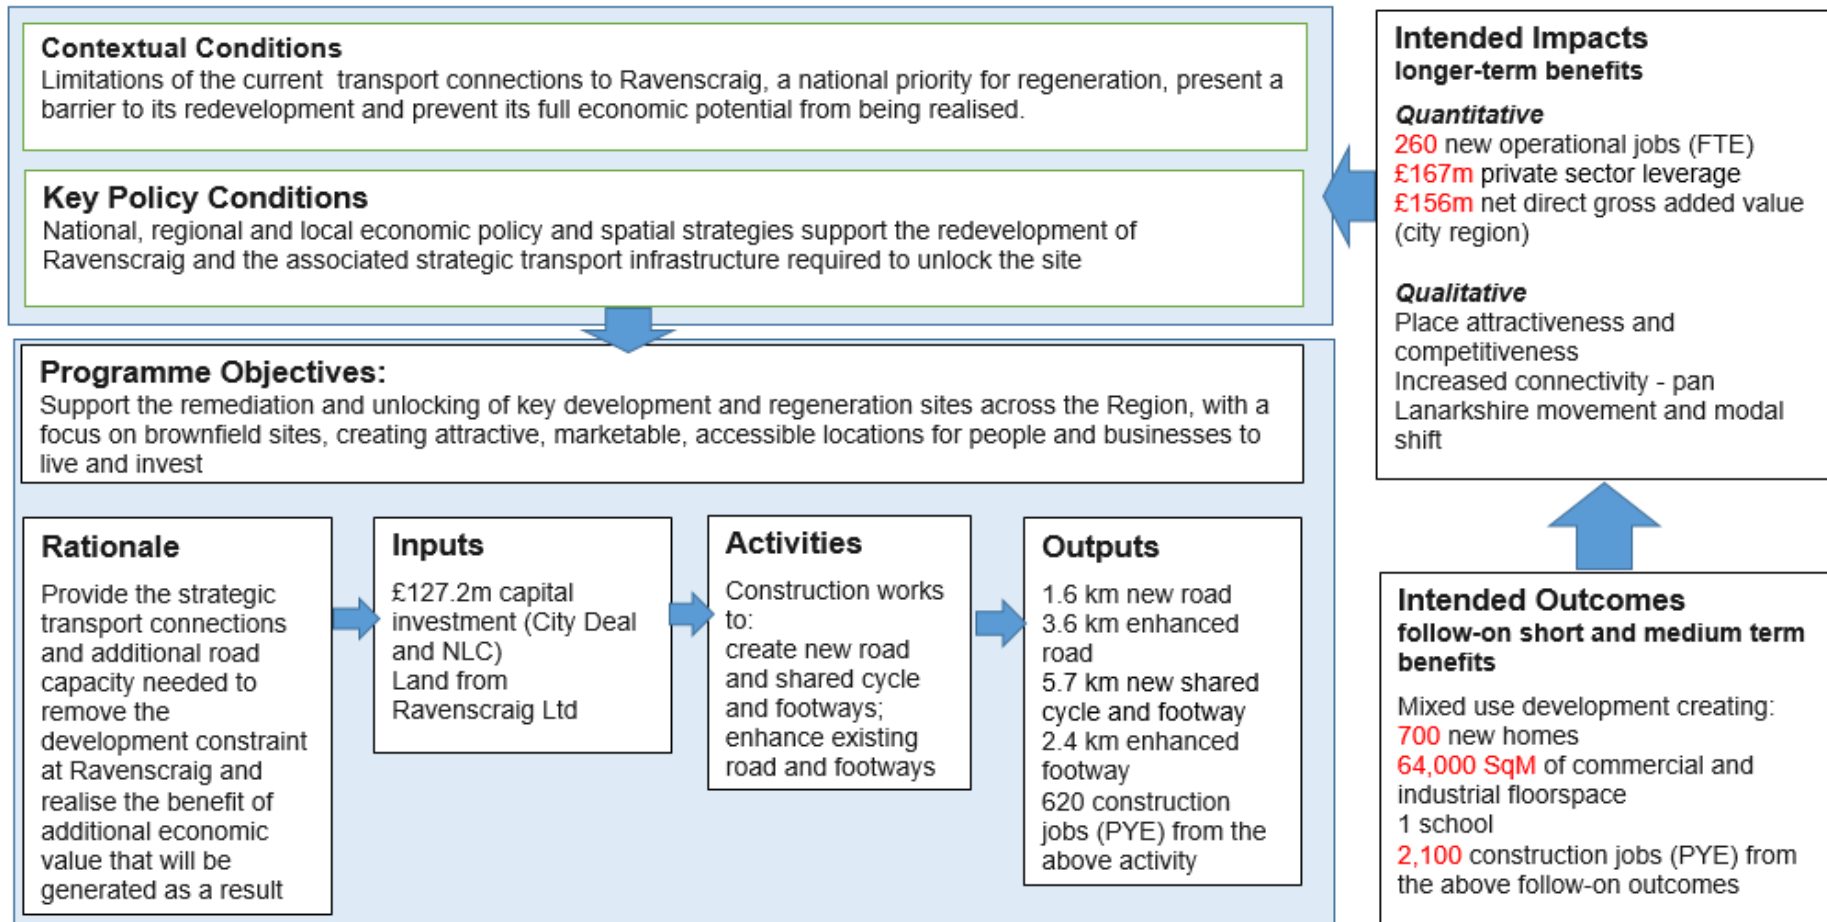 Contextual Conditions
Limitations of the current transport connections to Ravenscraig, a national priority for regeneration, present a
barrier to its redevelopment and prevent its full economic potential from being realised.
Key Policy Conditions
National, regional and local economic policy and spatial strategies support the redevelopment of
Ravenscraig and the associated strategic transport infrastructure required to unlock the site
Programme Objectives:
Support the remediation and unlocking of key development and regeneration sites across the Region, with a
focus on brownfield sites, creating attractive, marketable, accessible locations for people and businesses to
live and invest
Rationale
Provide the strategic
transport connections
and additional road
capacity needed to
remove the
development constraint
at Ravenscraig and
realise the benefit of
additional economic
value that will be
generated as a result
Inputs
£127.2m capital
investment (City Deal
and NLC)
Land from
Ravenscraig Ltd
Activities
Construction works
to:
create new road
and shared cycle
and footways;
enhance existing
road and footways
Outputs
1.6 km new road
3.6 km enhanced
road
5.7 km new shared
cycle and footway
2.4 km enhanced
footway
620 construction
jobs (PYE) from the
above activity
Intended Outcomes
follow-on short and medium term
benefits
Mixed use development creating:
700 new homes
64,000 SqM of commercial and
industrial floorspace
1 school
2,100 construction jobs (PYE) from
the above follow-on outcomes
Intended Impacts
longer-term benefits
Quantitative
260 new operational jobs (FTE)
£167m private sector leverage
£156m net direct gross added value
(city region)
Qualitative
Place attractiveness and
competitiveness
Increased connectivity - pan
Lanarkshire movement and modal
shift